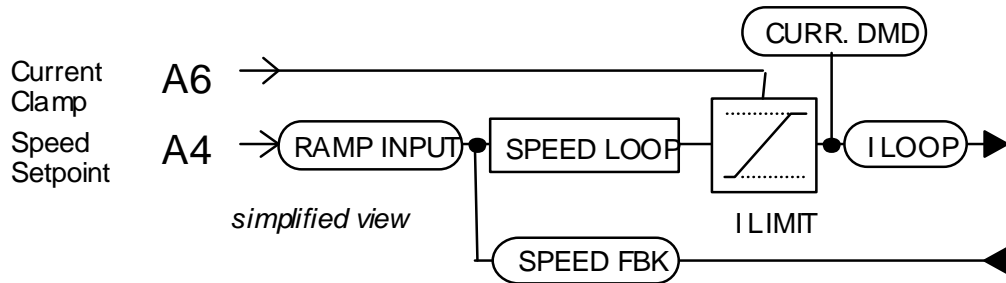 CURR. DMD
Current
Clamp
A6
Speed
Setpoint
A4
RAMP INPUT
SPEED LOOP
I LOOP
simplified view
I LIMIT
SPEED FBK